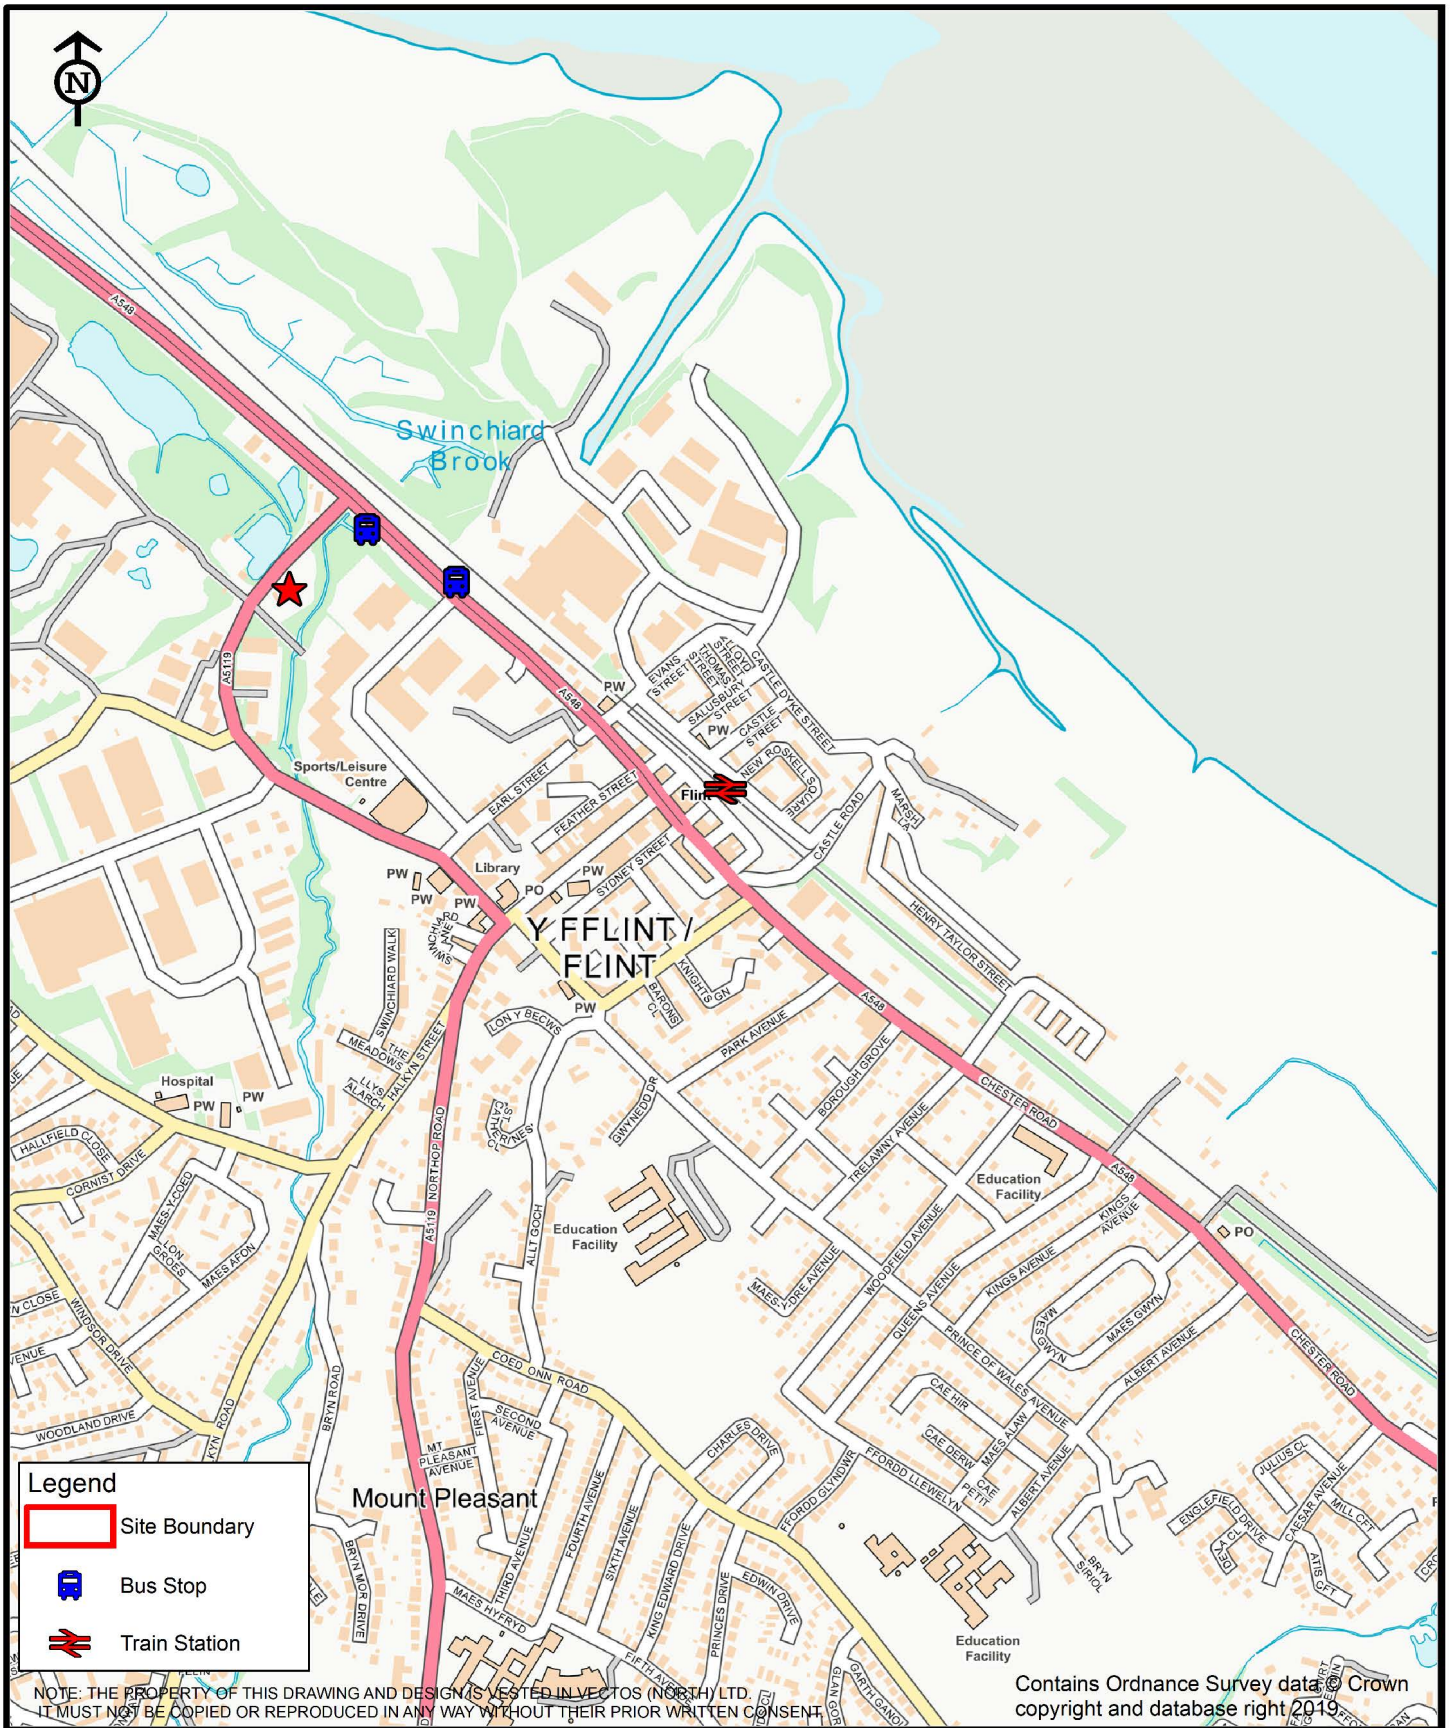 N
A548
Swinchiard
Brook
A5119
EVANS
STREET
THOMAS
STREET
LLOYD
STREET
SALUSBURY
STREET
CASTLE DYKE STREET
PW
A548
CASTLE
STREET
PW
NEW ROSKELL SQUARE
Flint
Sports/Leisure
Centre
EARL STREET
FEATHER STREET
CASTLE ROAD
MARSH
LA
SYDNEY STREET
Library
PW
PO
PW
PW
PW
HENRY TAYLOR STREET
Y FFLINT /
FLINT
SWINCHIARD WALK
KNIGHTS GN
BARONS
CL
PW
LON Y BECWS
A548
PARK AVENUE
THE
MEADOWS
HALKYN STREET
LLYS
ALARCH
BOROUGH GROVE
GWYNEDD DR
CHESTER ROAD
Hospital
PW
PW
ST
CATHERINES'
CL
TRELAWNY AVENUE
HALLFIELD CLOSE
CORNIST DRIVE
NORTHOP ROAD
A5119
Education
Facility
A548
MAES-Y-COED
KINGS
AVENUE
LON
GROES
MAES AFON
ALLT GOCH
Education
Facility
WOODFIELD AVENUE
PO
KINGS AVENUE
QUEENS AVENUE
MAES GWYN
MAES GWYN
WINDSOR DRIVE
PRINCE OF WALES AVENUE
ALBERT AVENUE
CHESTER ROAD
COED ONN ROAD
BRYN ROAD
FIRST AVENUE
SECOND
AVENUE
CAE HIR
WOODLAND DRIVE
CAE DERW
MAES ALAW
CAE
PETIT
ALBERT AVENUE
MT
PLEASANT
AVENUE
CHARLES DRIVE
FFORDD GLYNDWR
FFORDD LLEWELYN
JULIUS CL
CAESAR AVENUE
MILL CFT
ENGLEFIELD DRIVE
ATIS CFT
Mount Pleasant
BRYN
SIRIOL
FOURTH AVENUE
SIXTH AVENUE
THIRD AVENUE
KING EDWARD DRIVE
PRINCES DRIVE
EDWIN DRIVE
BRYN MOR DRIVE
MAES HYFRYD
FIFTH AVENUE
Education
Facility
Legend
Site Boundary
Bus Stop
Train Station
NOTE: THE PROPERTY OF THIS DRAWING AND DESIGN IS VESTED IN VECTOS (NORTH) LTD.
IT MUST NOT BE COPIED OR REPRODUCED IN ANY WAY WITHOUT THEIR PRIOR WRITTEN CONSENT.
Contains Ordnance Survey data © Crown
copyright and database right 2019.